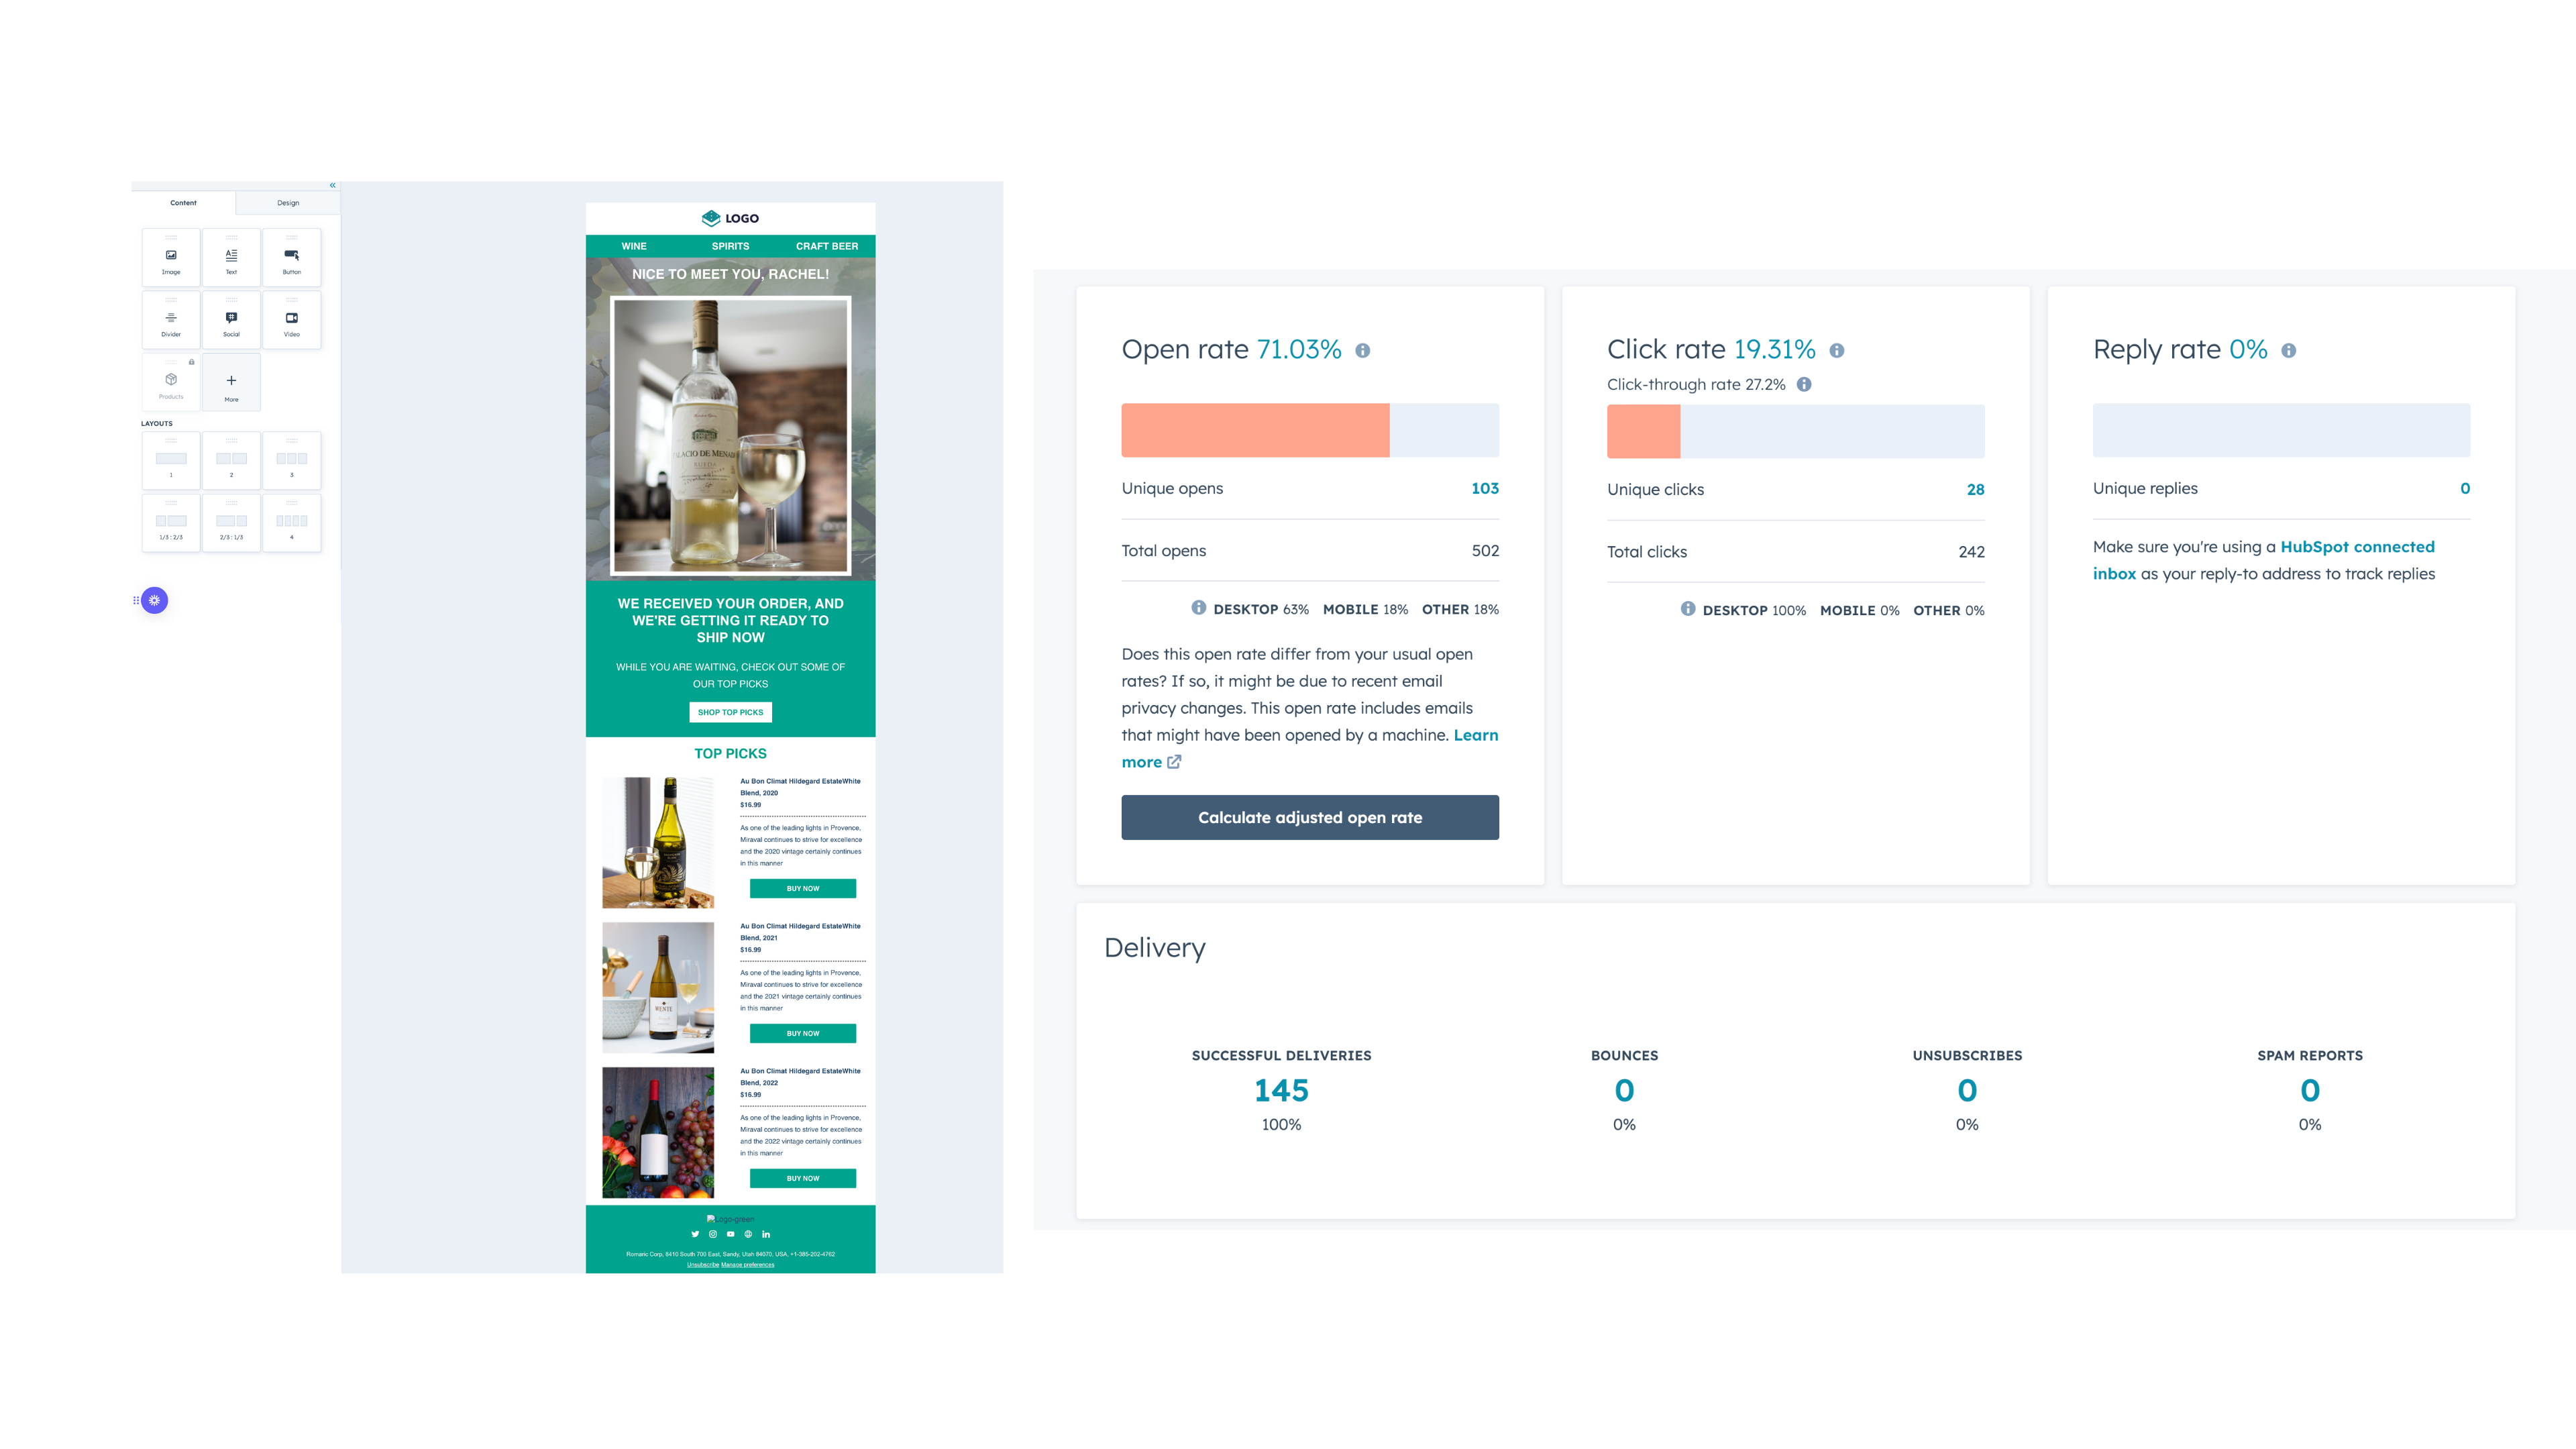 Content
Design
Image
Text
Button
Divider
Social
Video
Products
More
LAYOUTS
1
2
3
1/3 : 2/3
2/3 : 1/3
4
LOGO
WINE
SPIRITS
CRAFT BEER
NICE TO MEET YOU, RACHEL!
WE RECEIVED YOUR ORDER, AND
WE'RE GETTING IT READY TO
SHIP NOW
WHILE YOU ARE WAITING, CHECK OUT SOME OF
OUR TOP PICKS
SHOP TOP PICKS
TOP PICKS
Au Bon Climat Hildegard EstateWhite
Blend, 2020
$16.99
As one of the leading lights in Provence,
Miraval continues to strive for excellence
and the 2020 vintage certainly continues
in this manner
BUY NOW
Au Bon Climat Hildegard EstateWhite
Blend, 2021
$16.99
As one of the leading lights in Provence,
Miraval continues to strive for excellence
and the 2021 vintage certainly continues
in this manner
BUY NOW
Au Bon Climat Hildegard EstateWhite
Blend, 2022
$16.99
As one of the leading lights in Provence,
Miraval continues to strive for excellence
and the 2022 vintage certainly continues
in this manner
BUY NOW
Logo-green
Romaric Corp, 8410 South 700 East, Sandy, Utah 84070, USA, +1-385-202-4762
Unsubscribe Manage preferences
Open rate 71.03%
Unique opens 103
Total opens 502
DESKTOP 63% MOBILE 18% OTHER 18%
Does this open rate differ from your usual open
rates? If so, it might be due to recent email
privacy changes. This open rate includes emails
that might have been opened by a machine. Learn
more
Calculate adjusted open rate
Click rate 19.31%
Click-through rate 27.2%
Unique clicks 28
Total clicks 242
DESKTOP 100% MOBILE 0% OTHER 0%
Reply rate 0%
Unique replies 0
Make sure you're using a HubSpot connected
inbox as your reply-to address to track replies
Delivery
SUCCESSFUL DELIVERIES
145
100%
BOUNCES
0
0%
UNSUBSCRIBES
0
0%
SPAM REPORTS
0
0%